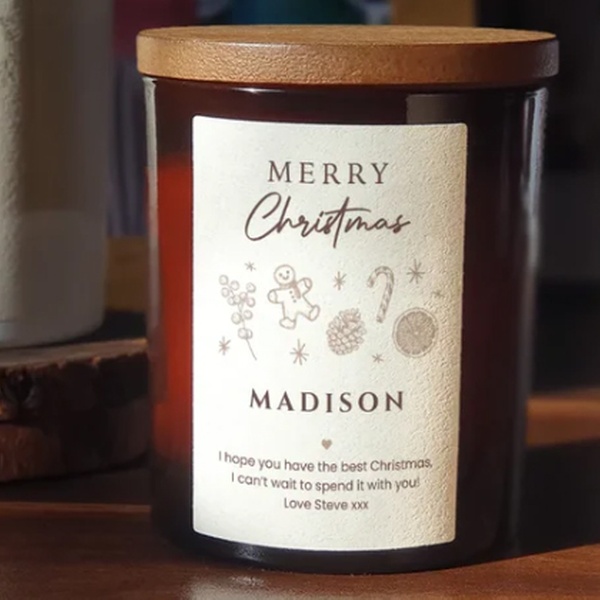 MERRY
Christmas
MADISON
I hope you have the best Christmas,
I can't wait to spend it with you!
Love Steve xxx